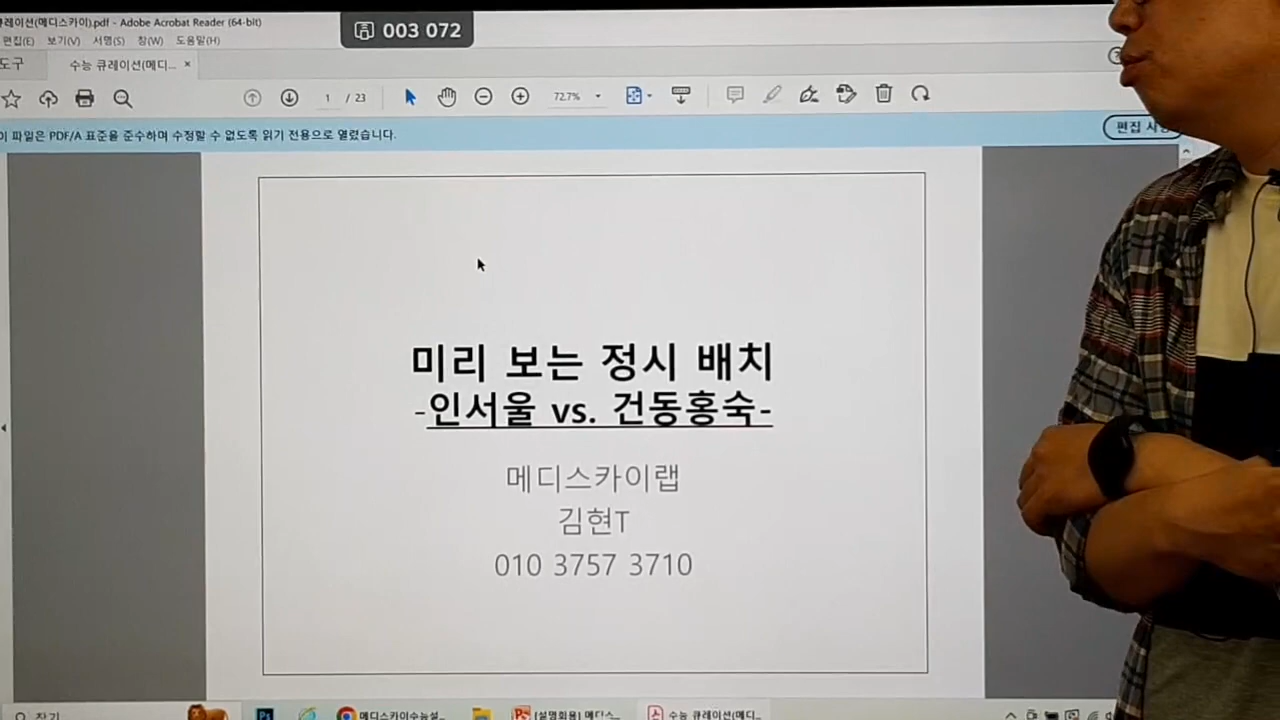 큐레이션(메디스카이).pdf - Adobe Acrobat Reader (64-bit)
003 072
편집(E) 보기(V) 서명(S) 창(W) 도움말(H)
도구 수능 큐레이션(메디... ×
1 / 23 72.7%
이 파일은 PDF/A 표준을 준수하며 수정할 수 없도록 읽기 전용으로 열렸습니다.
편집 사
미리 보는 정시 배치
-인서울 vs. 건동홍숙-
메디스카이랩
김현T
010 3757 3710
찾기 메디스카이수능설... [설명회용] 메디스... 수능 큐레이션(메디...